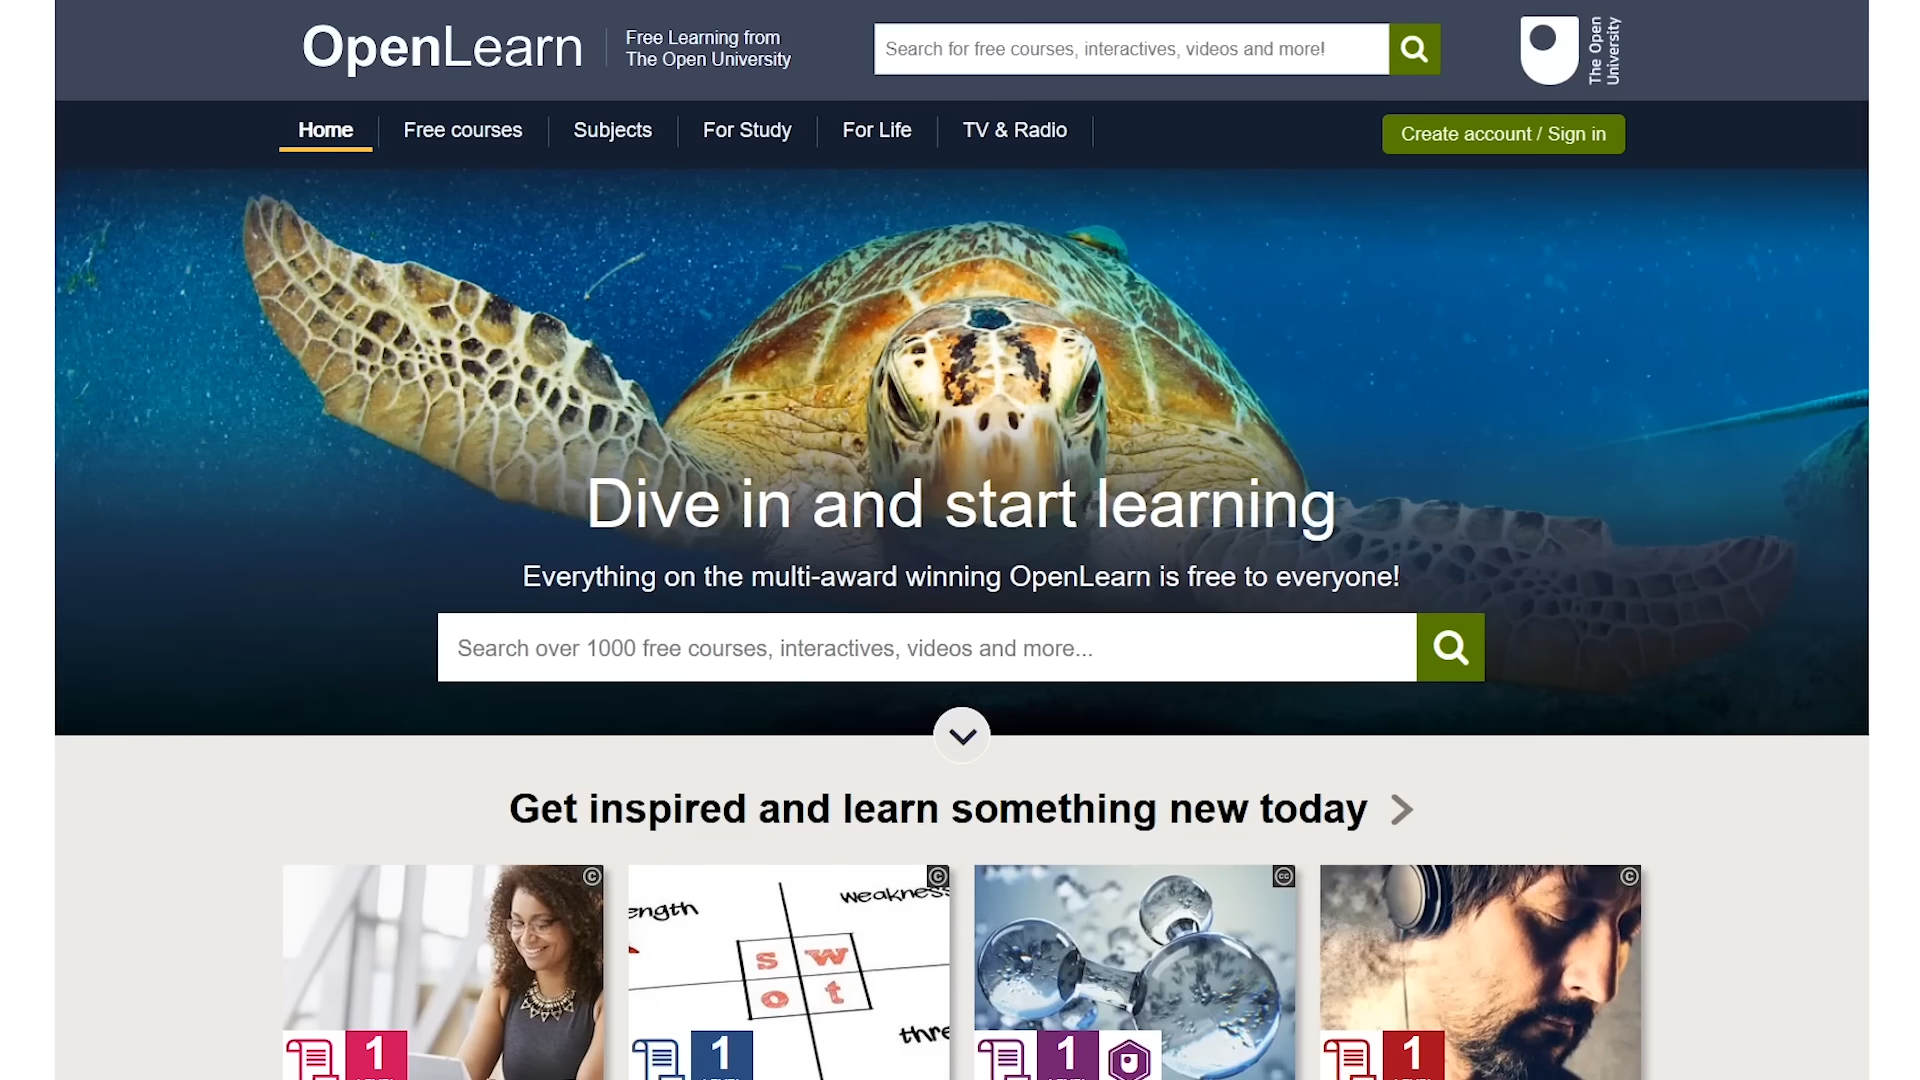 OpenLearn
Free Learning from
The Open University
Search for free courses, interactives, videos and more!
The Open
University
Home
Free courses
Subjects
For Study
For Life
TV & Radio
Create account / Sign in
Dive in and start learning
Everything on the multi-award winning OpenLearn is free to everyone!
Search over 1000 free courses, interactives, videos and more...
Get inspired and learn something new today
ength
weakness
s w
o t
thre
1
1
1
1